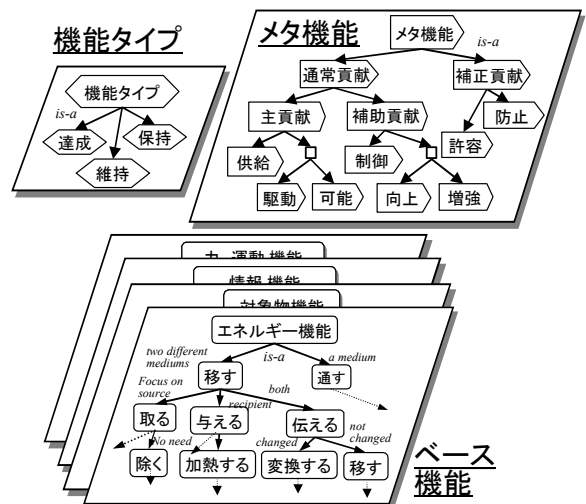 機能タイプ
機能タイプ
is-a
達成
保持
維持
メタ機能
メタ機能
is-a
通常貢献
補正貢献
主貢献
補助貢献
防止
供給
制御
許容
駆動
可能
向上
増強
情報 機能
対象物機能
エネルギー機能
two different
mediums
is-a
a medium
移す
通す
Focus on
source
both
recipient
取る
与える
伝える
not
changed
No need
changed
除く
加熱する
変換する
移す
ベース
機能